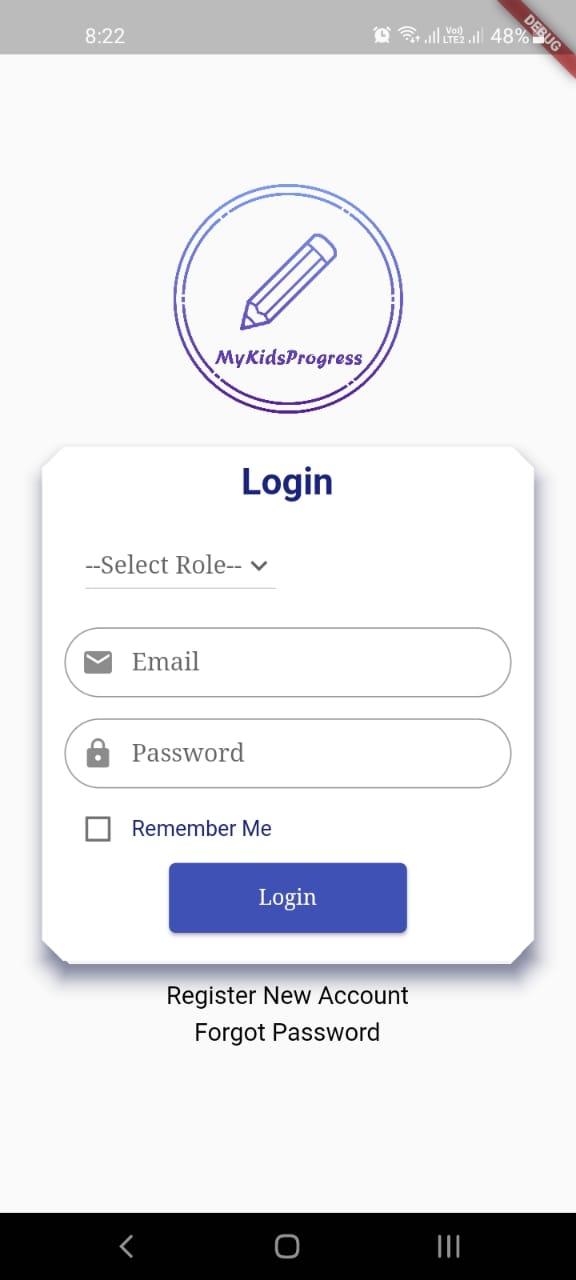 8:22
Vo)) LTE2 48%
DEBUG
MyKidsProgress
Login
--Select Role--
Email
Password
Remember Me
Login
Register New Account
Forgot Password